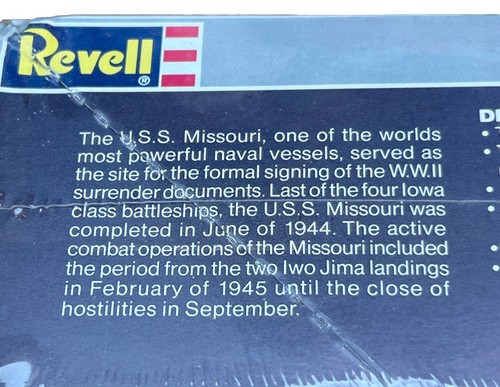 Revell®
The U.S.S. Missouri, one of the worlds
most powerful naval vessels, served as
the site for the formal signing of the W.W.II
surrender documents. Last of the four Iowa
class battleships, the U.S.S. Missouri was
completed in June of 1944. The active
combat operations of the Missouri included
the period from the two Iwo Jima landings
in February of 1945 until the close of
hostilities in September.